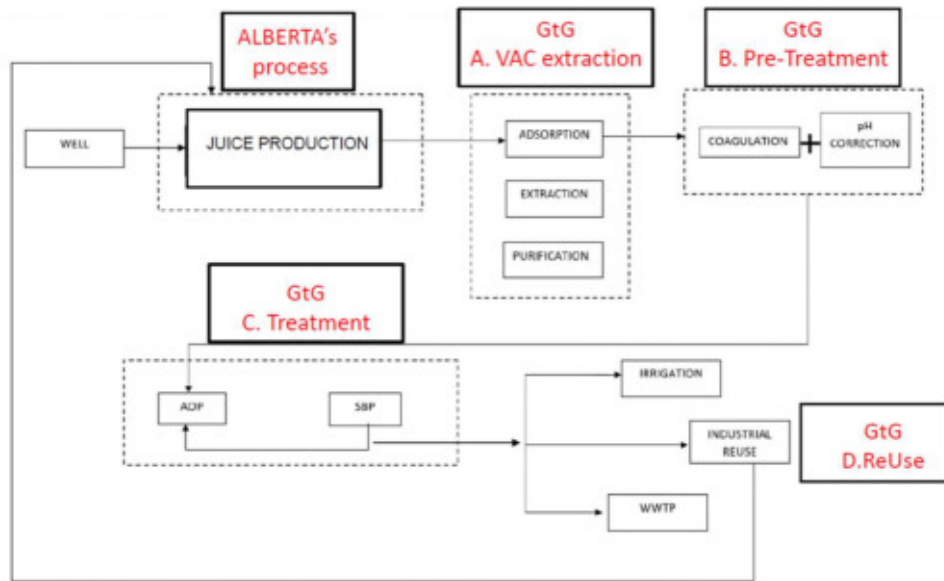 ALBERTA's
process
GtG
A. VAC extraction
GtG
B. Pre-Treatment
WELL
JUICE PRODUCTION
ADSORPTION
EXTRACTION
PURIFICATION
COAGULATION
+
pH
CORRECTION
GtG
C. Treatment
AOP
SBP
IRRIGATION
INDUSTRIAL
REUSE
WWTP
GtG
D.ReUse